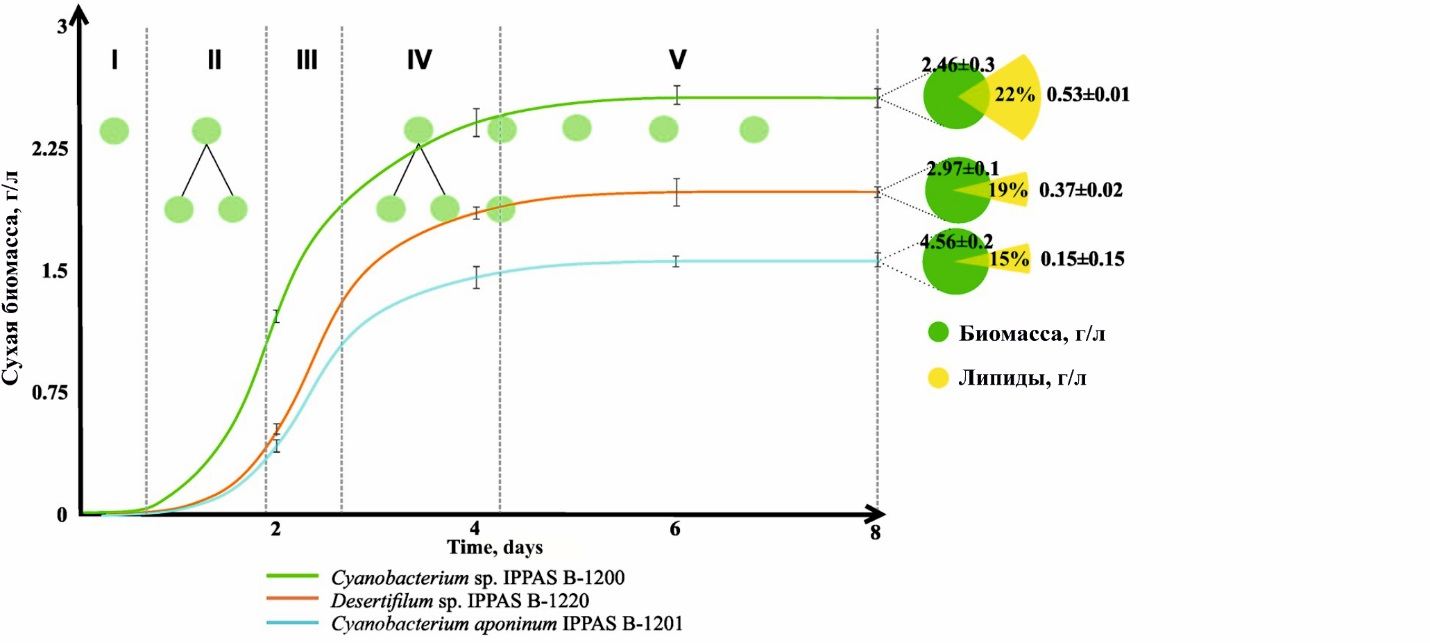 3
I II III IV V
2.46±0.3
22% 0.53±0.01
2.25
2.97±0.1
19% 0.37±0.02
Сухая биомасса, г/л
4.56±0.2
15% 0.15±0.15
1.5
Биомасса, г/л
Липиды, г/л
0.75
0
2 4 6 8
Time, days
Cyanobacterium sp. IPPAS B-1200
Desertifilum sp. IPPAS B-1220
Cyanobacterium aponinum IPPAS B-1201